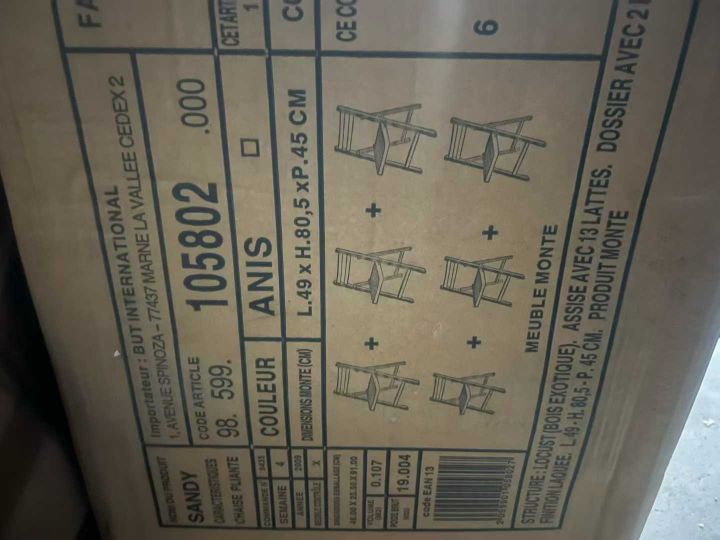 FA
Importateur : BUT INTERNATIONAL
1, AVENUE SPINOZA – 77437 MARNE LA VALLEE CEDEX 2
NOM DU PRODUIT
SANDY
CARACTERISTIQUES
CHAISE PLIANTE
CODE ARTICLE
98. 599. 105802 .000
CET ART
1
COULEUR ANIS
CO
SEMAINE 4
ANNEE 2009
X
DIMENSIONS MONTE (CM) L.49 x H.80,5 xP.45 CM
CE CO
6
VOLUME 0.107
POIDS BRUT 19.004
code EAN 13
+ +
+ +
MEUBLE MONTE
STRUCTURE : LOCUST (BOIS EXOTIQUE). ASSISE AVEC 13 LATTES. DOSSIER AVEC 2
FINITION LAQUEE. L.49 - H. 80,5 - P. 45 CM. PRODUIT MONTE